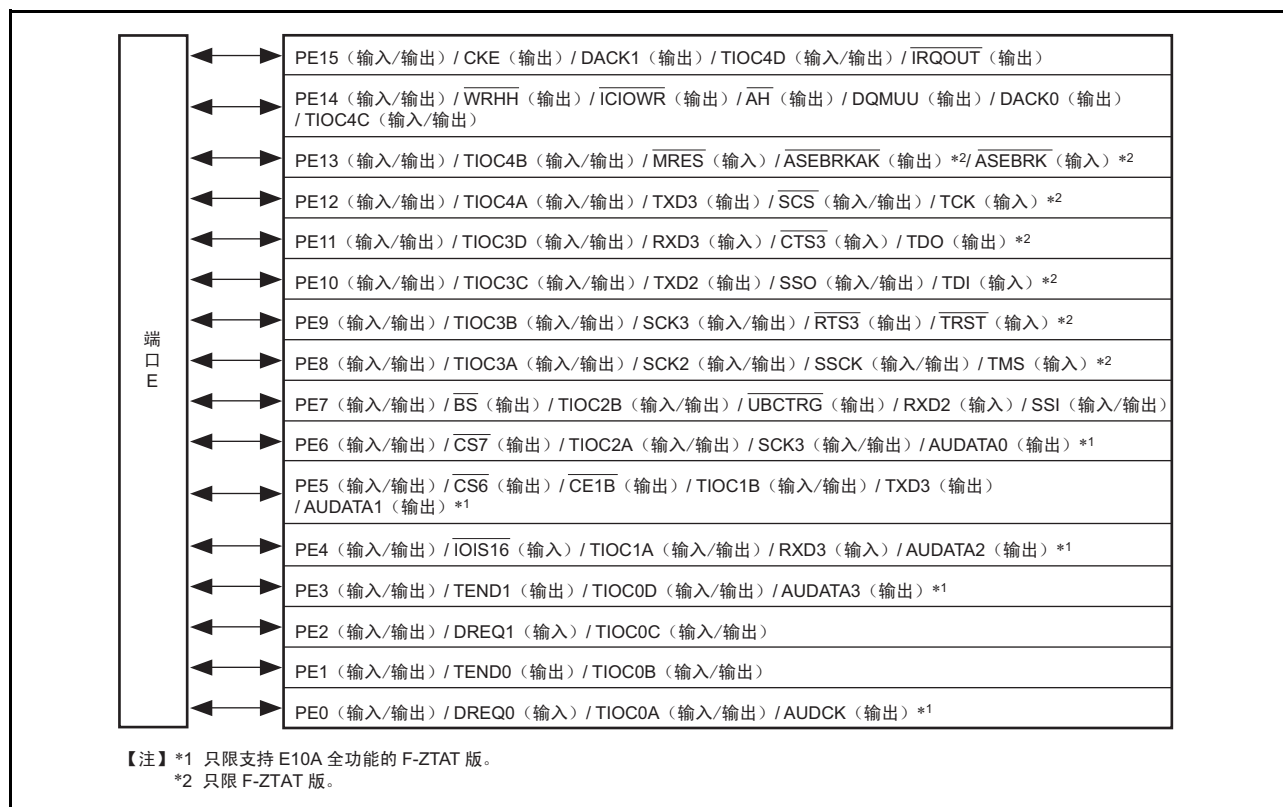 端
口
E
PE15（输入/输出）/ CKE（输出）/ DACK1（输出）/ TIOC4D（输入/输出）/ IRQOUT（输出）
PE14（输入/输出）/ WRHH（输出）/ ICIOWR（输出）/ AH（输出）/ DQMUU（输出）/ DACK0（输出）
/ TIOC4C（输入/输出）
PE13（输入/输出）/ TIOC4B（输入/输出）/ MRES（输入）/ ASEBRKAK（输出）*2/ ASEBRK（输入）*2
PE12（输入/输出）/ TIOC4A（输入/输出）/ TXD3（输出）/ SCS（输入/输出）/ TCK（输入）*2
PE11（输入/输出）/ TIOC3D（输入/输出）/ RXD3（输入）/ CTS3（输入）/ TDO（输出）*2
PE10（输入/输出）/ TIOC3C（输入/输出）/ TXD2（输出）/ SSO（输入/输出）/ TDI（输入）*2
PE9（输入/输出）/ TIOC3B（输入/输出）/ SCK3（输入/输出）/ RTS3（输出）/ TRST（输入）*2
PE8（输入/输出）/ TIOC3A（输入/输出）/ SCK2（输入/输出）/ SSCK（输入/输出）/ TMS（输入）*2
PE7（输入/输出）/ BS（输出）/ TIOC2B（输入/输出）/ UBCTRG（输出）/ RXD2（输入）/ SSI（输入/输出）
PE6（输入/输出）/ CS7（输出）/ TIOC2A（输入/输出）/ SCK3（输入/输出）/ AUDATA0（输出）*1
PE5（输入/输出）/ CS6（输出）/ CE1B（输出）/ TIOC1B（输入/输出）/ TXD3（输出）
/ AUDATA1（输出）*1
PE4（输入/输出）/ IOIS16（输入）/ TIOC1A（输入/输出）/ RXD3（输入）/ AUDATA2（输出）*1
PE3（输入/输出）/ TEND1（输出）/ TIOC0D（输入/输出）/ AUDATA3（输出）*1
PE2（输入/输出）/ DREQ1（输入）/ TIOC0C（输入/输出）
PE1（输入/输出）/ TEND0（输出）/ TIOC0B（输入/输出）
PE0（输入/输出）/ DREQ0（输入）/ TIOC0A（输入/输出）/ AUDCK（输出）*1
【注】*1 只限支持 E10A 全功能的 F-ZTAT 版。
*2 只限 F-ZTAT 版。